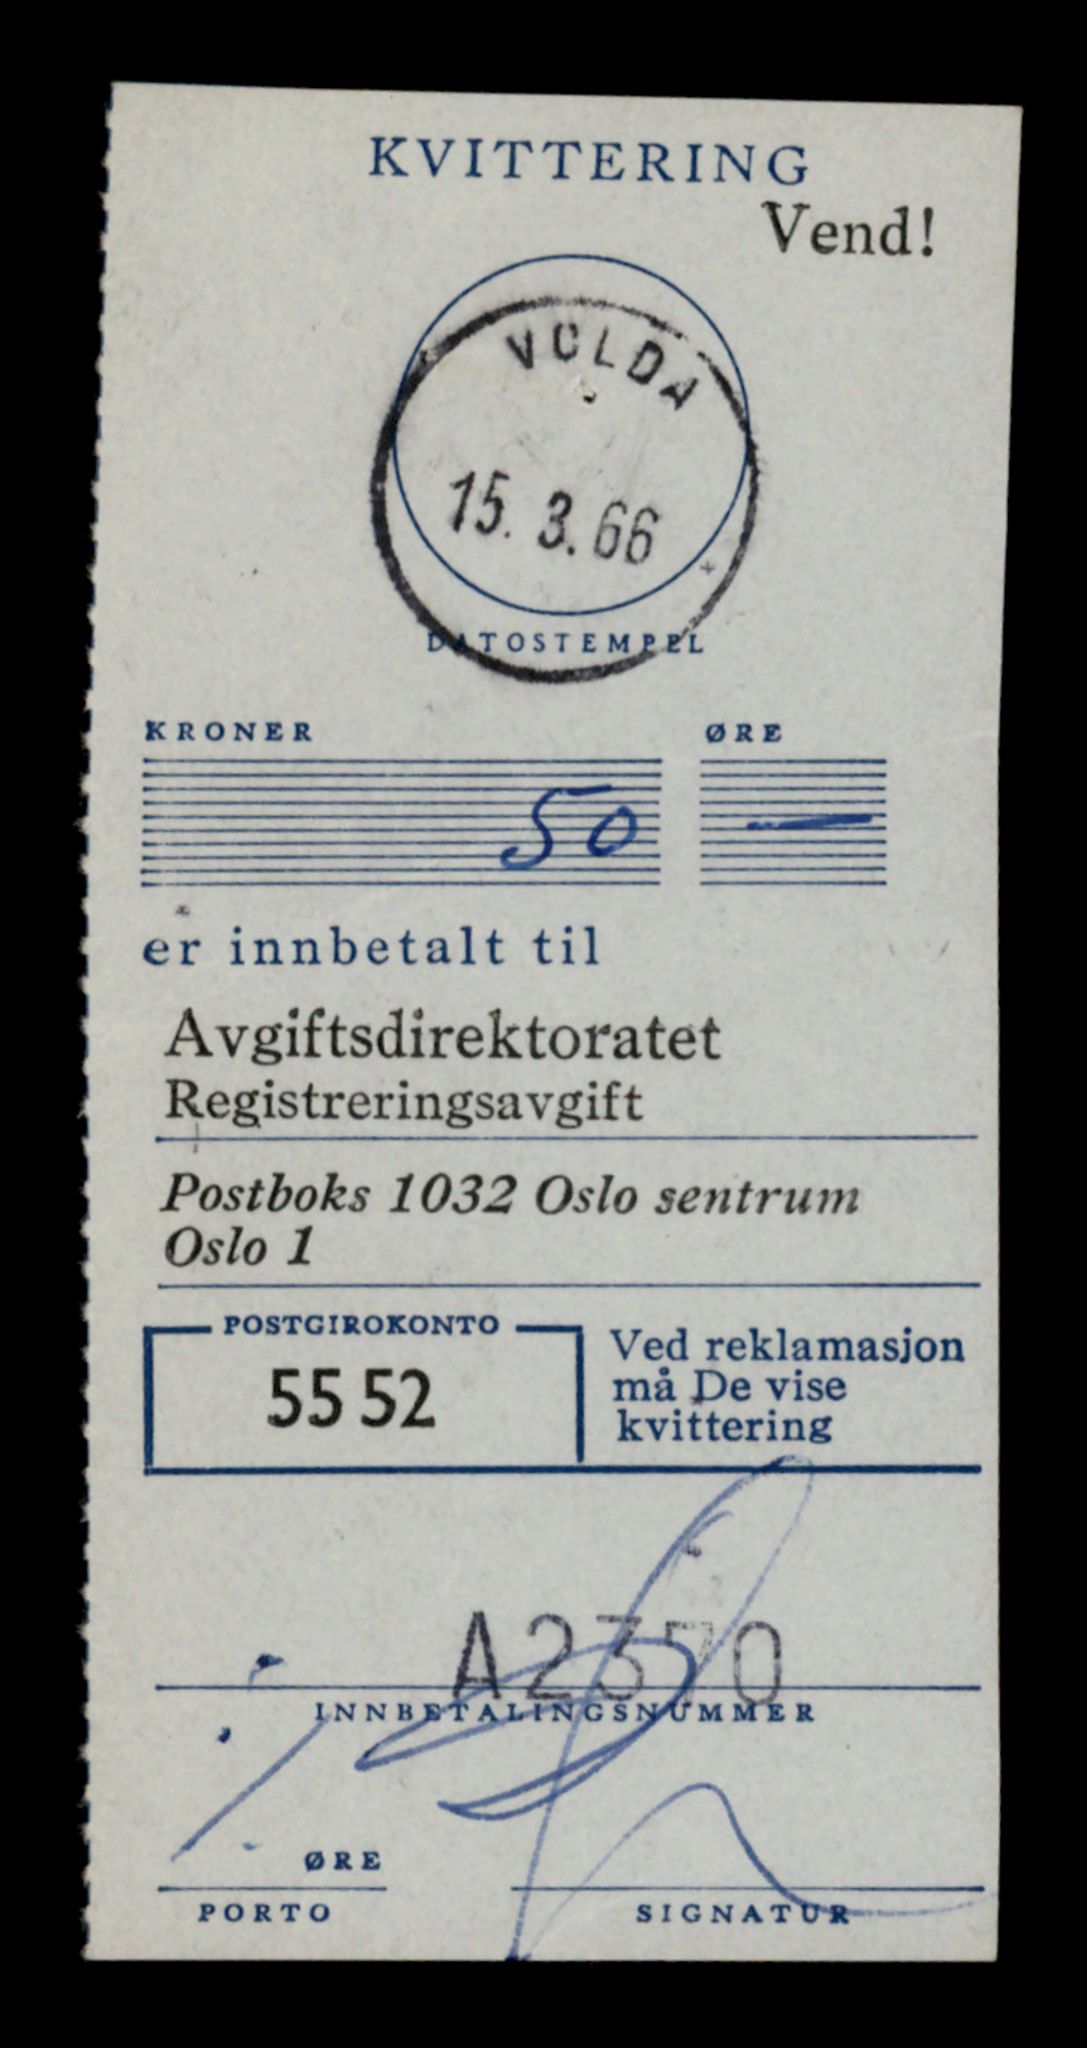 KVITTERING
Vend!
VOLDA
15. 3. 66
DATOSTEMPEL
KRONER ØRE
50 —
er innbetalt til
Avgiftsdirektoratet
Registreringsavgift
Postboks 1032 Oslo sentrum
Oslo 1
POSTGIROKONTO
55 52
Ved reklamasjon
må De vise
kvittering
A2370
INNBETALINGSNUMMER
ØRE
PORTO
SIGNATUR